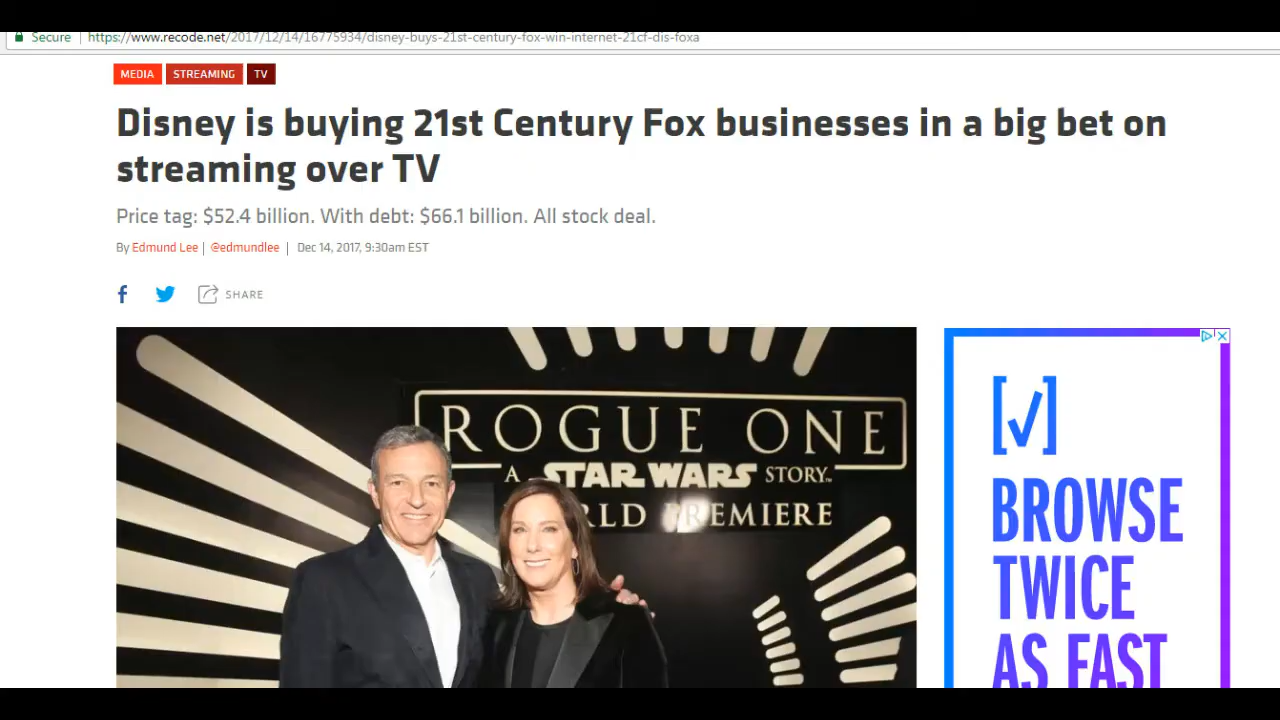 Secure | https://www.recode.net/2017/12/14/16775934/disney-buys-21st-century-fox-win-internet-21cf-dis-foxa
MEDIA STREAMING TV
Disney is buying 21st Century Fox businesses in a big bet on
streaming over TV
Price tag: $52.4 billion. With debt: $66.1 billion. All stock deal.
By Edmund Lee | @edmundlee | Dec 14, 2017, 9:30am EST
SHARE
ROGUE ONE
A STAR WARS STORY™
RLD PREMIERE
BROWSE
TWICE
AS FAST